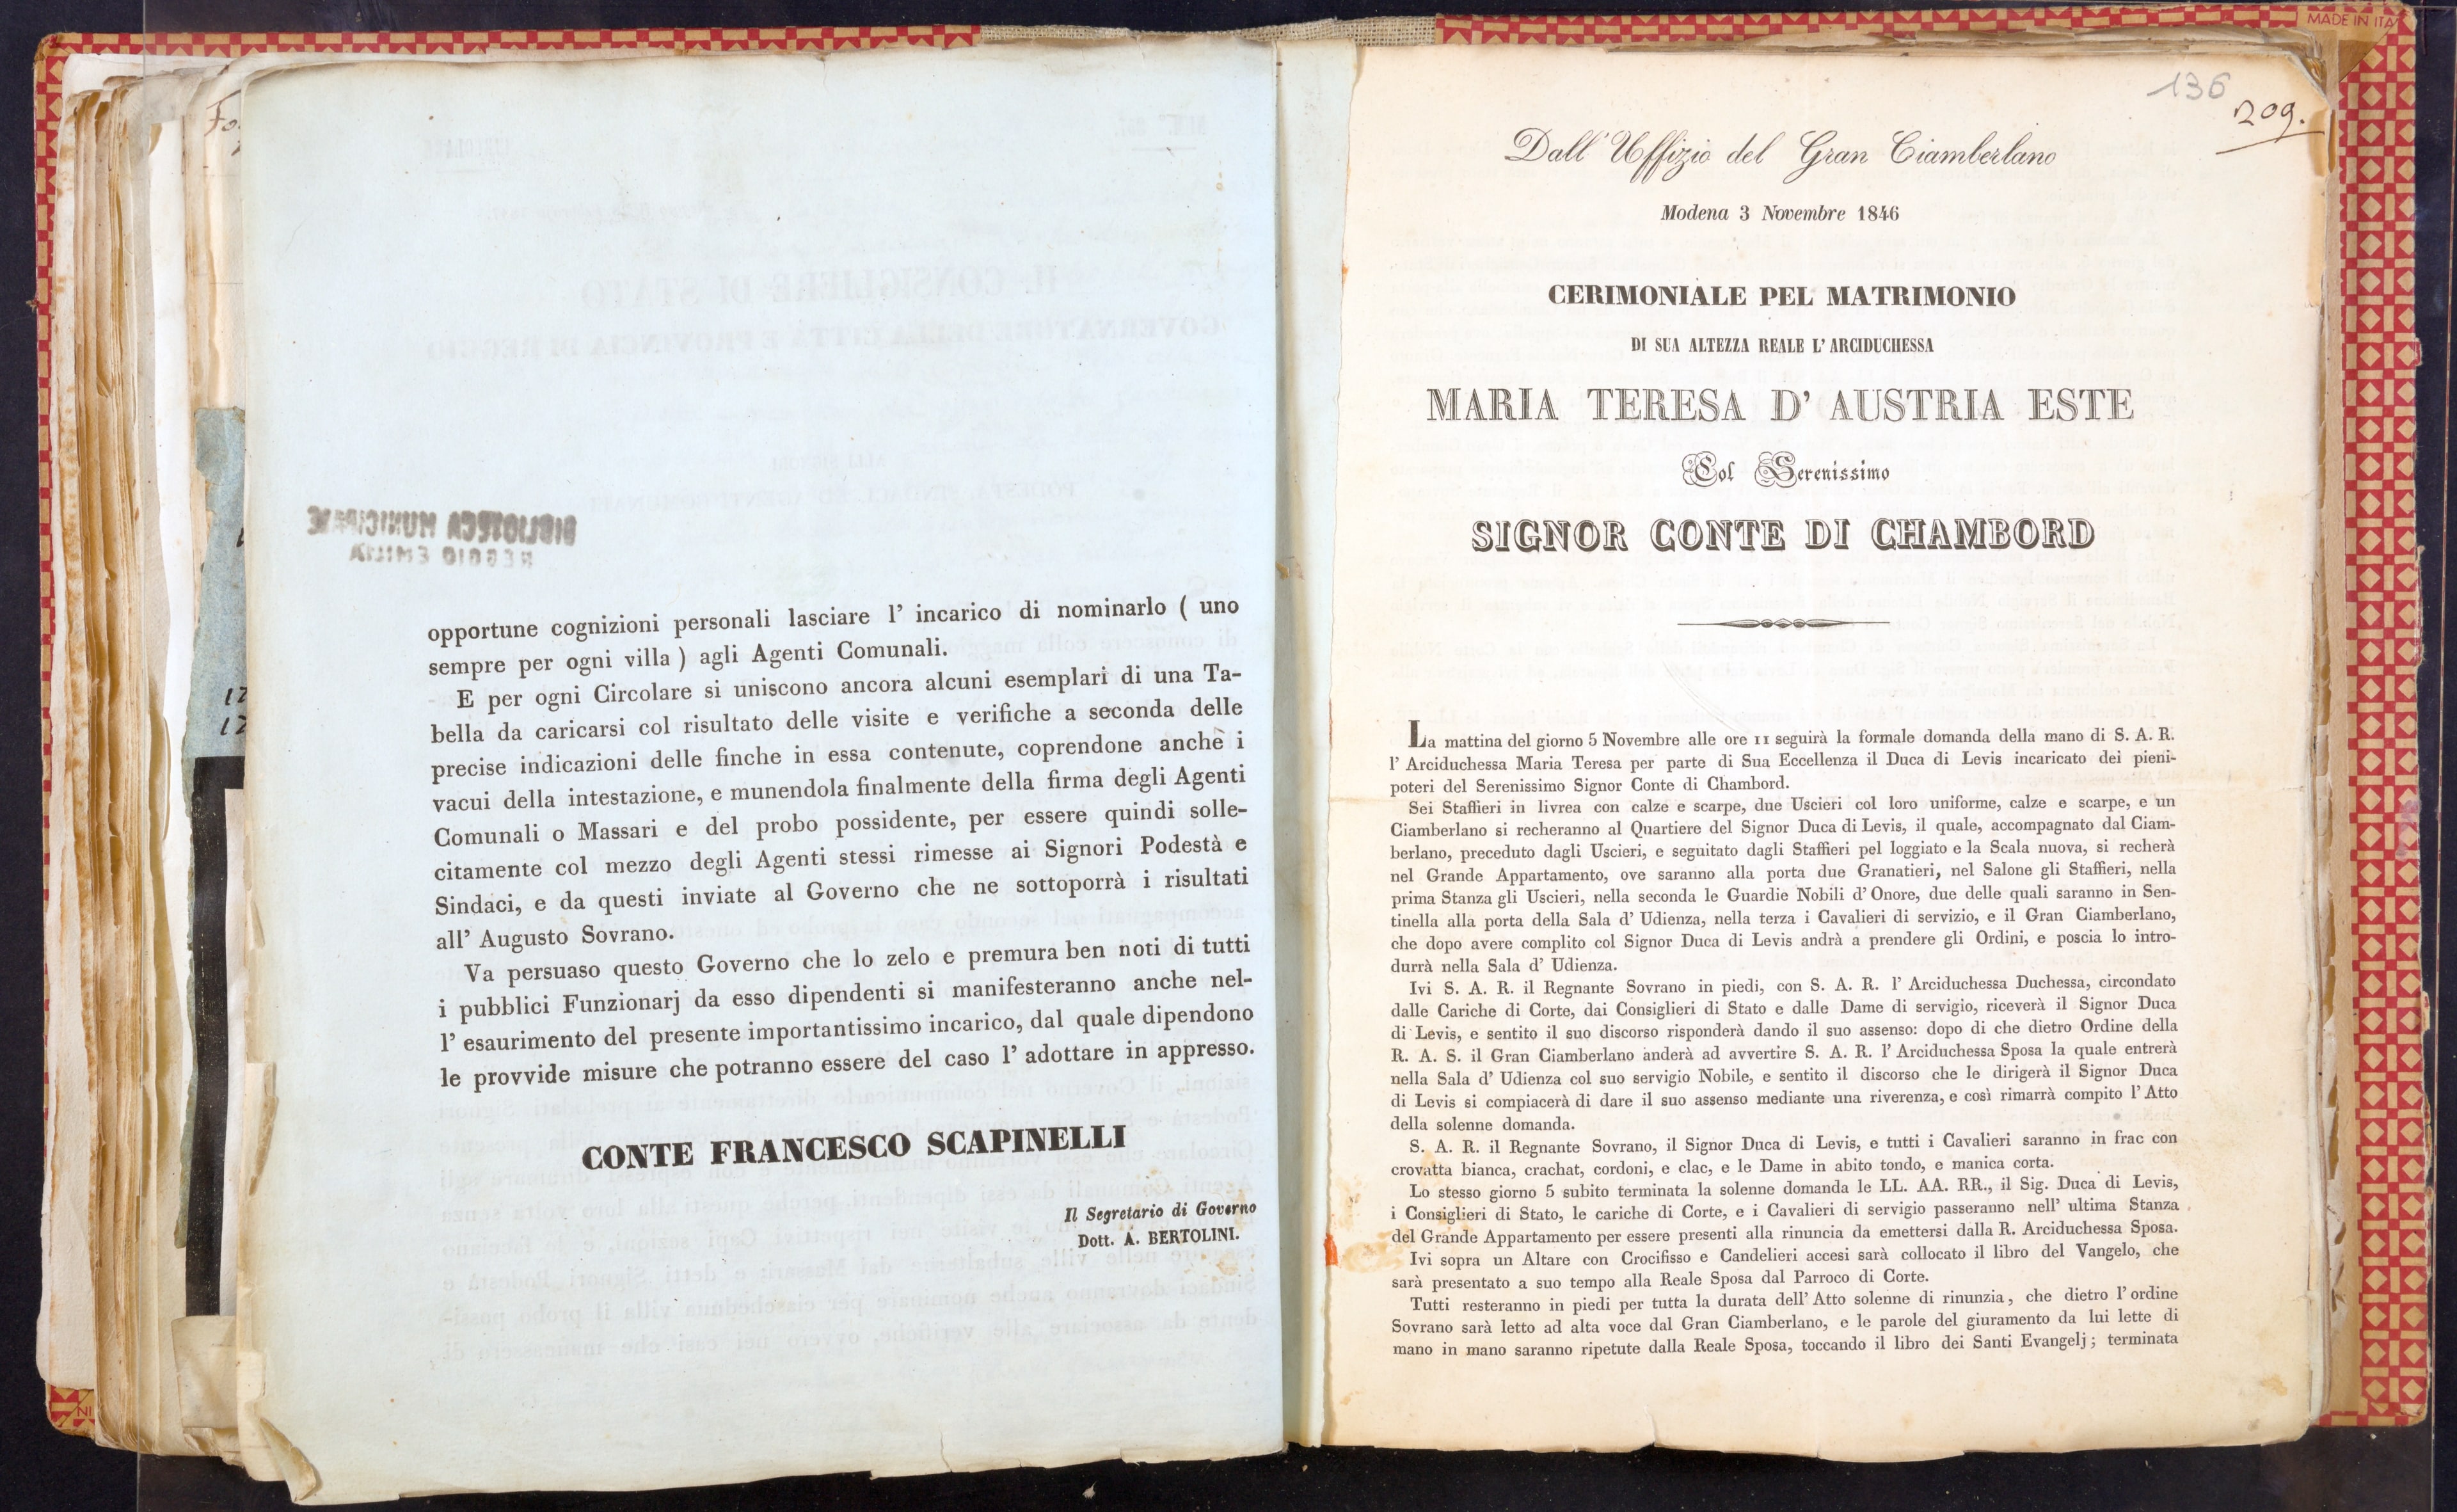 opportune cognizioni personali lasciare l' incarico di nominarlo ( uno
sempre per ogni villa ) agli Agenti Comunali.
E per ogni Circolare si uniscono ancora alcuni esemplari di una Ta-
bella da caricarsi col risultato delle visite e verifiche a seconda delle
precise indicazioni delle finche in essa contenute, coprendone anche i
vacui della intestazione, e munendola finalmente della firma degli Agenti
Comunali o Massari e del probo possidente, per essere quindi solle-
citamente col mezzo degli Agenti stessi rimesse ai Signori Podestà e
Sindaci, e da questi inviate al Governo che ne sottoporrà i risultati
all' Augusto Sovrano.
Va persuaso questo Governo che lo zelo e premura ben noti di tutti
i pubblici Funzionarj da esso dipendenti si manifesteranno anche nel-
l' esaurimento del presente importantissimo incarico, dal quale dipendono
le provvide misure che potranno essere del caso l' adottare in appresso.
CONTE FRANCESCO SCAPINELLI
Il Segretario di Governo
Dott. A. BERTOLINI.
BIBLIOTECA MUNICIPALE
REGGIO EMILIA
MADE IN ITA
136
209.
Dall' Uffizio del Gran Ciamberlano
Modena 3 Novembre 1846
CERIMONIALE PEL MATRIMONIO
DI SUA ALTEZZA REALE L' ARCIDUCHESSA
MARIA TERESA D' AUSTRIA ESTE
Col Serenissimo
SIGNOR CONTE DI CHAMBORD
La mattina del giorno 5 Novembre alle ore 11 seguirà la formale domanda della mano di S. A. R.
l' Arciduchessa Maria Teresa per parte di Sua Eccellenza il Duca di Levis incaricato dei pieni-
poteri del Serenissimo Signor Conte di Chambord.
Sei Staffieri in livrea con calze e scarpe, due Uscieri col loro uniforme, calze e scarpe, e un
Ciamberlano si recheranno al Quartiere del Signor Duca di Levis, il quale, accompagnato dal Ciam-
berlano, preceduto dagli Uscieri, e seguitato dagli Staffieri pel loggiato e la Scala nuova, si recherà
nel Grande Appartamento, ove saranno alla porta due Granatieri, nel Salone gli Staffieri, nella
prima Stanza gli Uscieri, nella seconda le Guardie Nobili d' Onore, due delle quali saranno in Sen-
tinella alla porta della Sala d' Udienza, nella terza i Cavalieri di servizio, e il Gran Ciamberlano,
che dopo avere complito col Signor Duca di Levis andrà a prendere gli Ordini, e poscia lo intro-
durrà nella Sala d' Udienza.
Ivi S. A. R. il Regnante Sovrano in piedi, con S. A. R. l' Arciduchessa Duchessa, circondato
dalle Cariche di Corte, dai Consiglieri di Stato e dalle Dame di servigio, riceverà il Signor Duca
di Levis, e sentito il suo discorso risponderà dando il suo assenso: dopo di che dietro Ordine della
R. A. S. il Gran Ciamberlano anderà ad avvertire S. A. R. l' Arciduchessa Sposa la quale entrerà
nella Sala d' Udienza col suo servigio Nobile, e sentito il discorso che le dirigerà il Signor Duca
di Levis si compiacerà di dare il suo assenso mediante una riverenza, e così rimarrà compito l' Atto
della solenne domanda.
S. A. R. il Regnante Sovrano, il Signor Duca di Levis, e tutti i Cavalieri saranno in frac con
crovatta bianca, crachat, cordoni, e clac, e le Dame in abito tondo, e manica corta.
Lo stesso giorno 5 subito terminata la solenne domanda le LL. AA. RR., il Sig. Duca di Levis,
i Consiglieri di Stato, le cariche di Corte, e i Cavalieri di servigio passeranno nell' ultima Stanza
del Grande Appartamento per essere presenti alla rinuncia da emettersi dalla R. Arciduchessa Sposa.
Ivi sopra un Altare con Crocifisso e Candelieri accesi sarà collocato il libro del Vangelo, che
sarà presentato a suo tempo alla Reale Sposa dal Parroco di Corte.
Tutti resteranno in piedi per tutta la durata dell' Atto solenne di rinunzia, che dietro l' ordine
Sovrano sarà letto ad alta voce dal Gran Ciamberlano, e le parole del giuramento da lui lette di
mano in mano saranno ripetute dalla Reale Sposa, toccando il libro dei Santi Evangelj; terminata